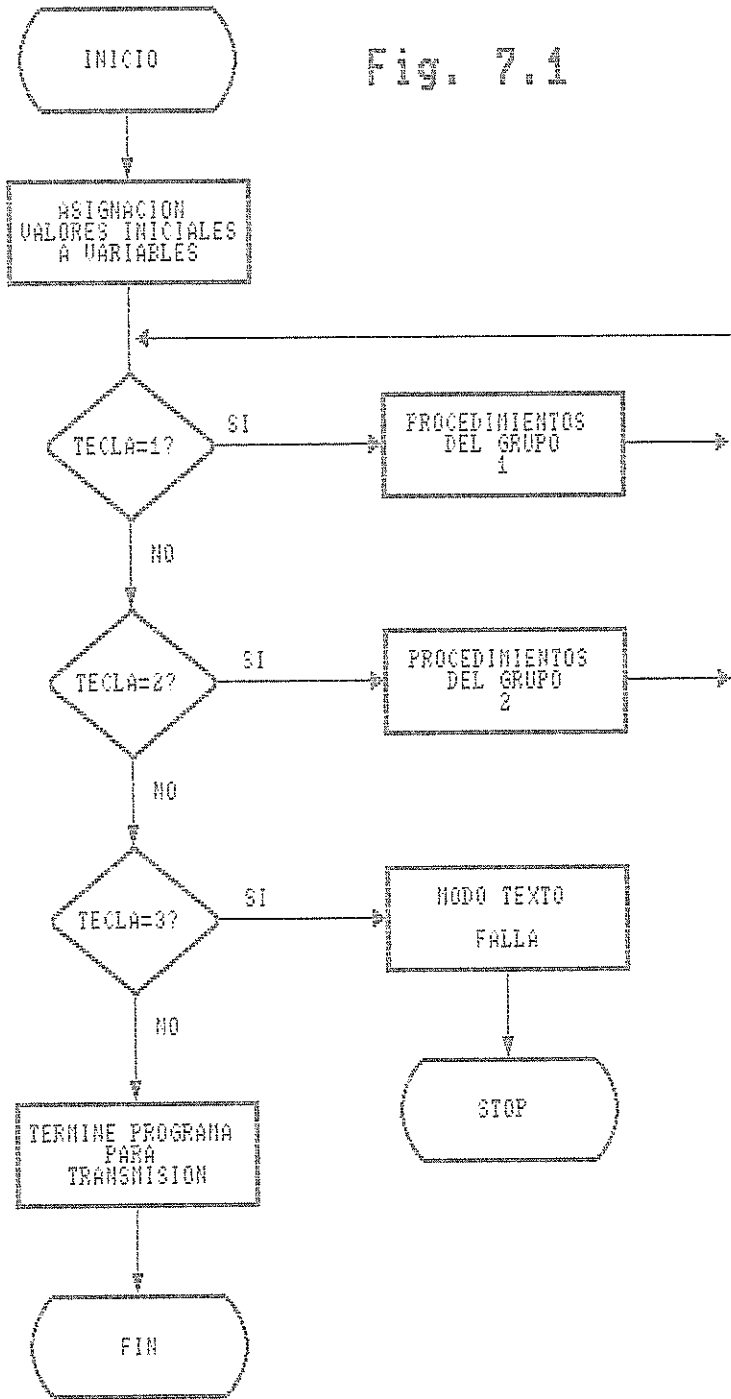 INICIO
Fig. 7.1
ASIGNACION
VALORES INICIALES
A VARIABLES
TECLA=1?
SI
PROCEDIMIENTOS
DEL GRUPO
1
NO
TECLA=2?
SI
PROCEDIMIENTOS
DEL GRUPO
2
NO
TECLA=3?
SI
MODO TEXTO
FALLA
NO
STOP
TERMINE PROGRAMA
PARA
TRANSMISION
FIN